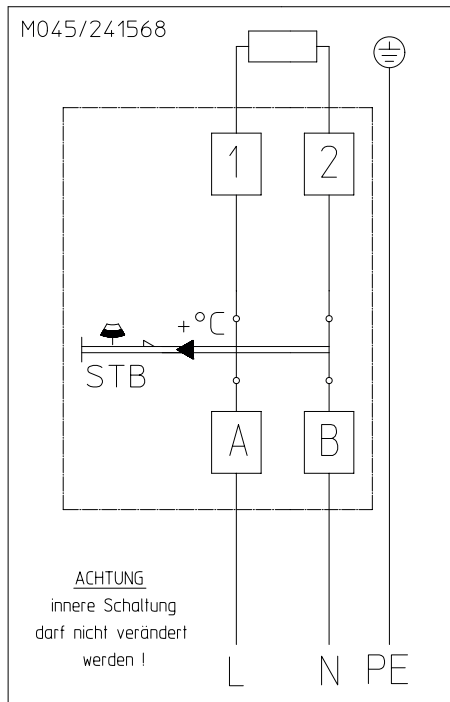 M045/241568
1 2
+°C
STB
A B
ACHTUNG
innere Schaltung
darf nicht verändert
werden !
L N PE